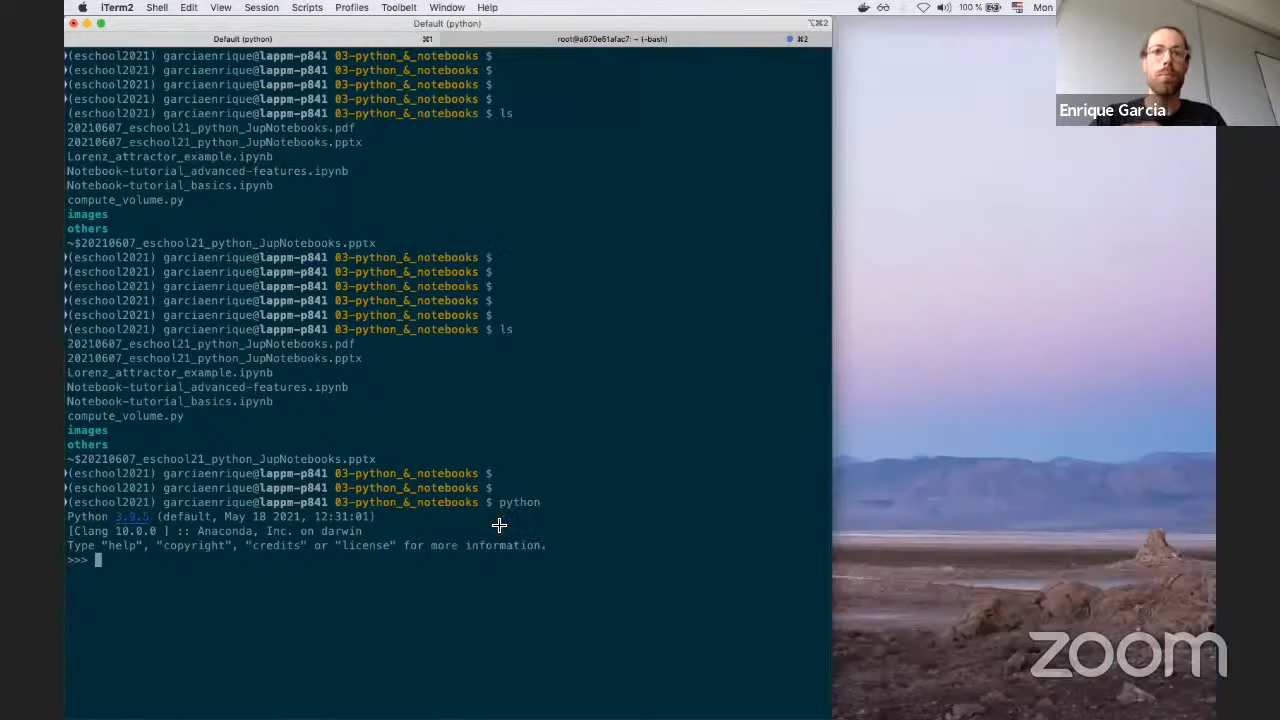 iTerm2 Shell Edit View Session Scripts Profiles Toolbelt Window Help 100 % Mon
Default (python) ⌥⌘2
Default (python) ⌘1 root@a670e61afac7: ~ (-bash) ⌘2
(eschool2021) garciaenrique@lappm-p841 03-python_&_notebooks $
(eschool2021) garciaenrique@lappm-p841 03-python_&_notebooks $
(eschool2021) garciaenrique@lappm-p841 03-python_&_notebooks $
(eschool2021) garciaenrique@lappm-p841 03-python_&_notebooks $
(eschool2021) garciaenrique@lappm-p841 03-python_&_notebooks $ ls
20210607_eschool21_python_JupNotebooks.pdf
20210607_eschool21_python_JupNotebooks.pptx
Lorenz_attractor_example.ipynb
Notebook-tutorial_advanced-features.ipynb
Notebook-tutorial_basics.ipynb
compute_volume.py
images
others
~$20210607_eschool21_python_JupNotebooks.pptx
(eschool2021) garciaenrique@lappm-p841 03-python_&_notebooks $
(eschool2021) garciaenrique@lappm-p841 03-python_&_notebooks $
(eschool2021) garciaenrique@lappm-p841 03-python_&_notebooks $
(eschool2021) garciaenrique@lappm-p841 03-python_&_notebooks $
(eschool2021) garciaenrique@lappm-p841 03-python_&_notebooks $
(eschool2021) garciaenrique@lappm-p841 03-python_&_notebooks $ ls
20210607_eschool21_python_JupNotebooks.pdf
20210607_eschool21_python_JupNotebooks.pptx
Lorenz_attractor_example.ipynb
Notebook-tutorial_advanced-features.ipynb
Notebook-tutorial_basics.ipynb
compute_volume.py
images
others
~$20210607_eschool21_python_JupNotebooks.pptx
(eschool2021) garciaenrique@lappm-p841 03-python_&_notebooks $
(eschool2021) garciaenrique@lappm-p841 03-python_&_notebooks $
(eschool2021) garciaenrique@lappm-p841 03-python_&_notebooks $ python
Python 3.9.5 (default, May 18 2021, 12:31:01)
[Clang 10.0.0 ] :: Anaconda, Inc. on darwin
Type "help", "copyright", "credits" or "license" for more information.
>>>
Enrique Garcia
zoom